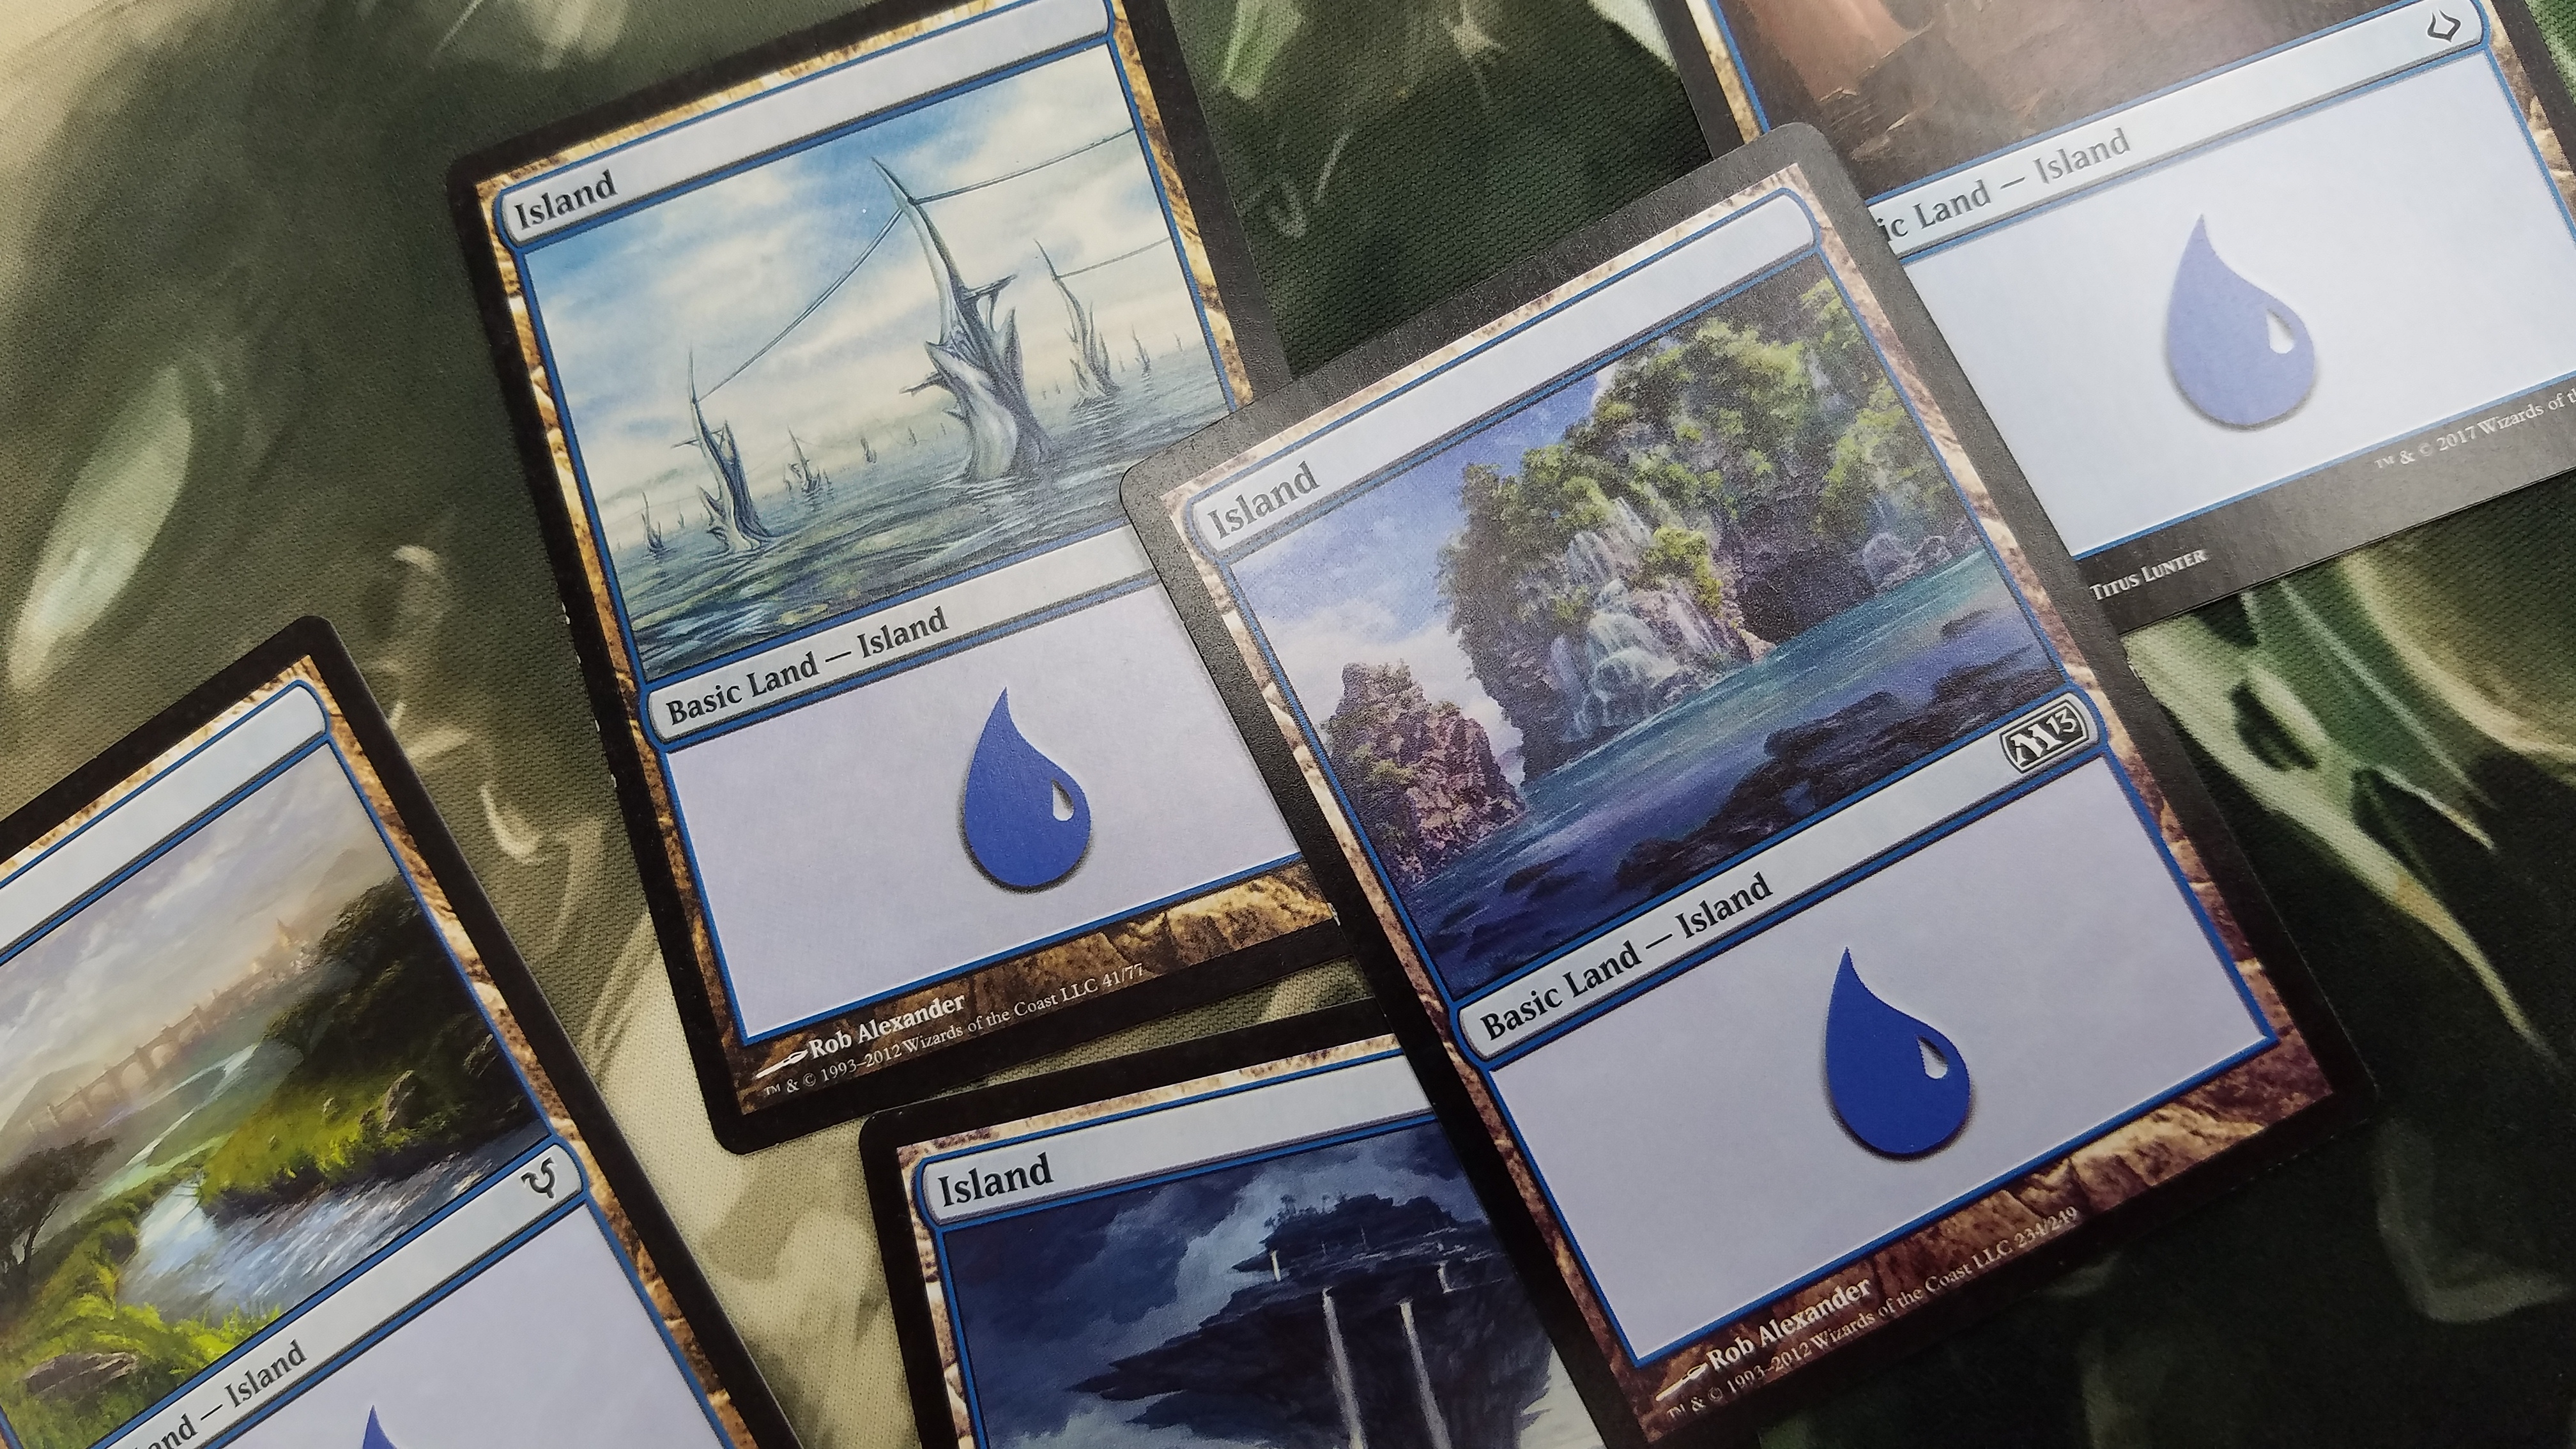 Island
Basic Land — Island
Rob Alexander
™ & © 1993–2012 Wizards of the Coast LLC 41/77
Island
M13
Basic Land — Island
Rob Alexander
™ & © 1993–2012 Wizards of the Coast LLC 234/249
ic Land — Island
™ & © 2017 Wizards of
TITUS LUNTER
and — Island
Island